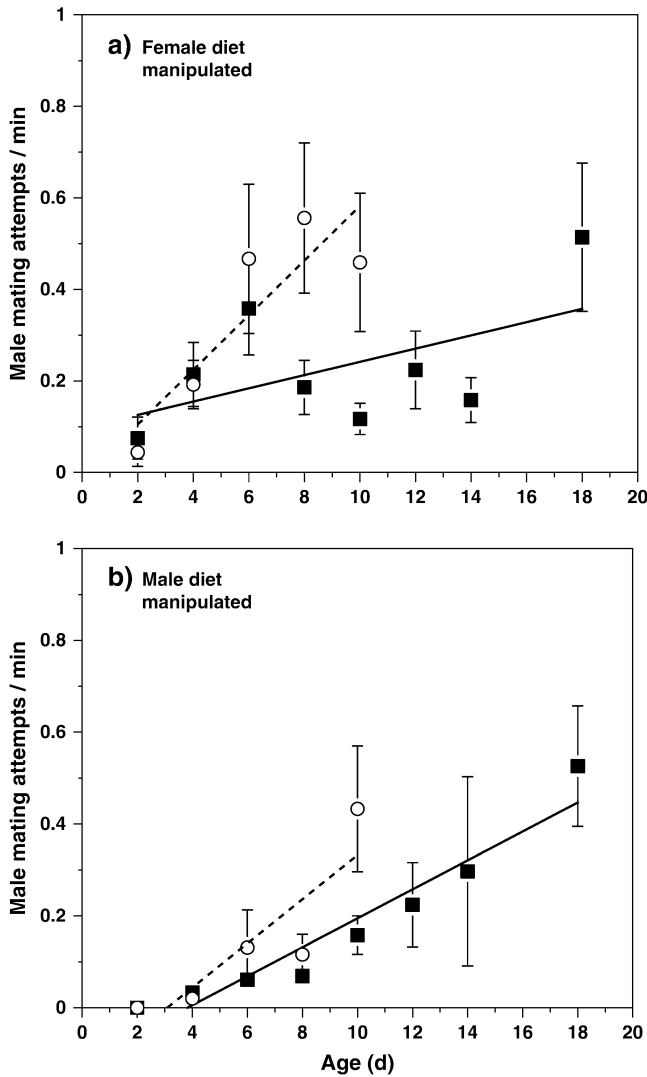 1
a) Female diet
manipulated
0.8
0.6
0.4
0.2
0
Male mating attempts / min
0 2 4 6 8 10 12 14 16 18 20
1
b) Male diet
manipulated
0.8
0.6
0.4
0.2
0
Male mating attempts / min
0 2 4 6 8 10 12 14 16 18 20
Age (d)